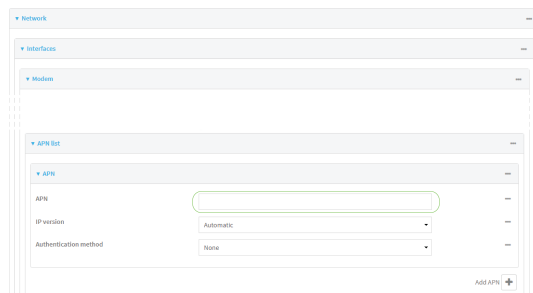 Network
Interfaces
Modem
APN list
APN
APN
IP version Automatic
Authentication method None
Add APN